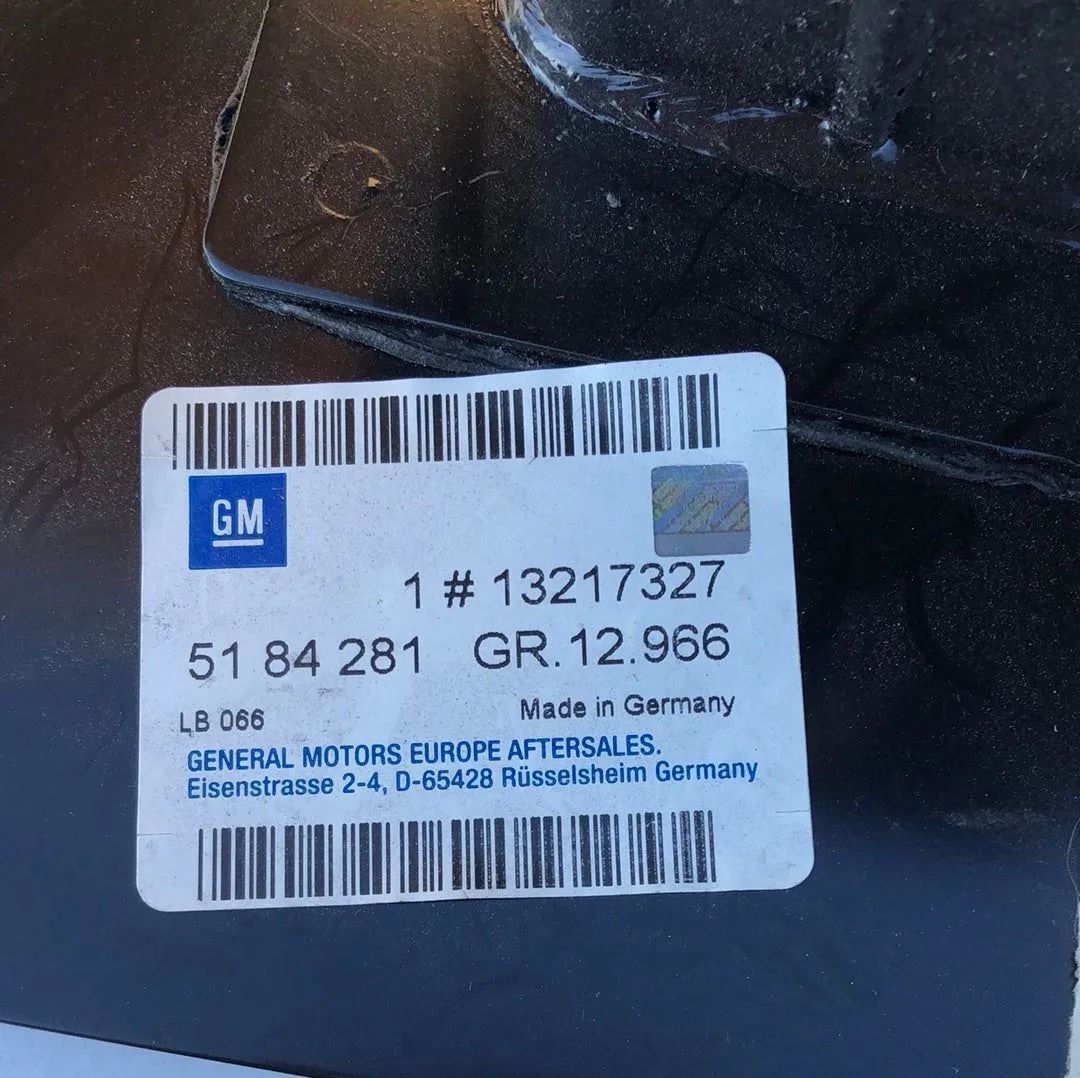 GM
1 # 13217327
51 84 281 GR.12.966
LB 066 Made in Germany
GENERAL MOTORS EUROPE AFTERSALES.
Eisenstrasse 2-4, D-65428 Rüsselsheim Germany